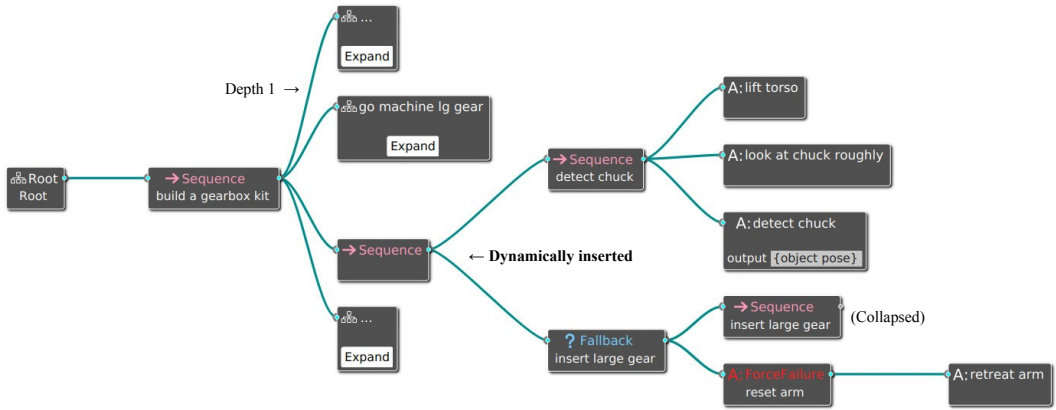 ...
Expand
Depth 1 →
go machine lg gear
Expand
Root
Root
→ Sequence
build a gearbox kit
→ Sequence
...
Expand
← Dynamically inserted
→ Sequence
detect chuck
A: lift torso
A: look at chuck roughly
A: detect chuck
output {object pose}
? Fallback
insert large gear
→ Sequence
insert large gear
(Collapsed)
A: ForceFailure
reset arm
A: retreat arm